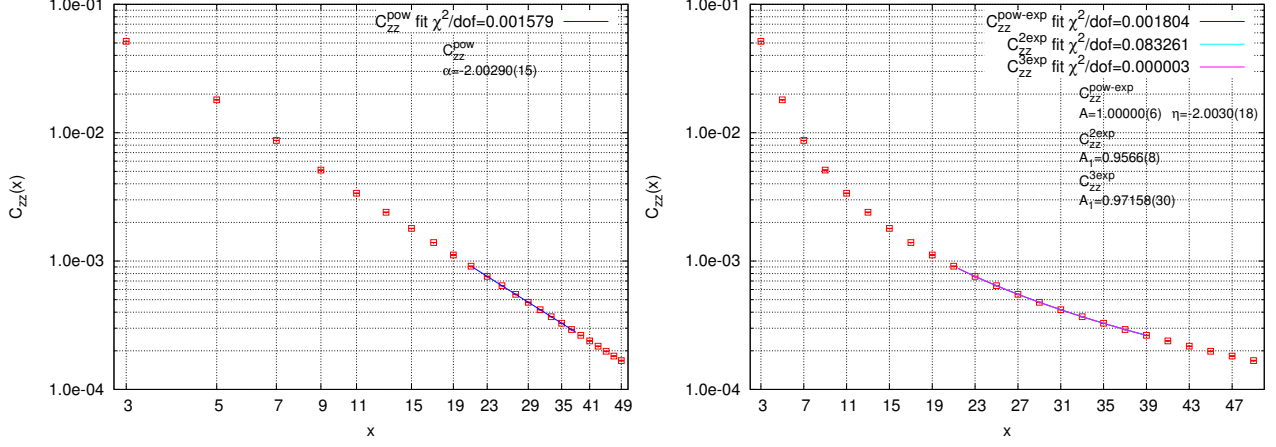 C_zz^pow fit χ²/dof=0.001579
C_zz^pow
α=-2.00290(15)
1.0e-01
1.0e-02
1.0e-03
1.0e-04
C_zz(x)
3 5 7 9 11 15 19 23 29 35 41 49
x
C_zz^pow-exp fit χ²/dof=0.001804
C_zz^2exp fit χ²/dof=0.083261
C_zz^3exp fit χ²/dof=0.000003
C_zz^pow-exp
A=1.00000(6) η=-2.0030(18)
C_zz^2exp
A_1=0.9566(8)
C_zz^3exp
A_1=0.97158(30)
1.0e-01
1.0e-02
1.0e-03
1.0e-04
C_zz(x)
3 7 11 15 19 23 27 31 35 39 43 47
x